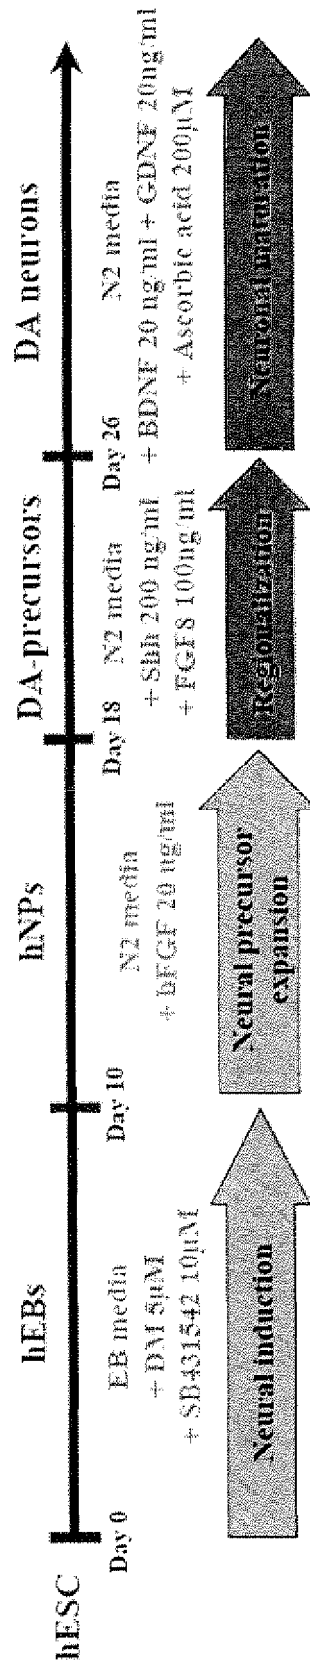 hESC
hEBs
hNPs
DA-precursors
DA neurons
Day 0
Day 10
Day 18
Day 26
EB media
+ DM 5μM
+ SB431542 10μM
N2 media
+ bFGF 20 ng/ml
N2 media
+ Shh 200 ng/ml
+ FGF8 100ng/ml
N2 media
+ BDNF 20 ng/ml + GDNF 20ng/ml
+ Ascorbic acid 200μM
Neural induction
Neural precursor
expansion
Regionalization
Neuronal maturation